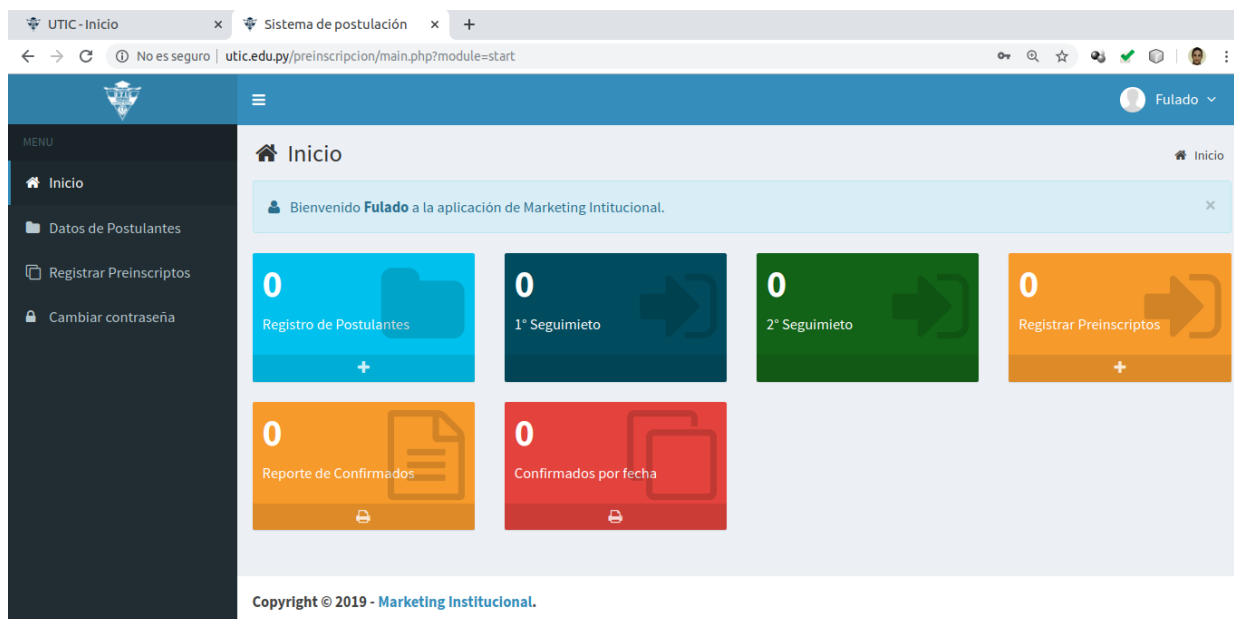 UTIC - Inicio × Sistema de postulación × +
No es seguro | utic.edu.py/preinscripcion/main.php?module=start
UTIC
Fulado
MENU
Inicio
Datos de Postulantes
Registrar Preinscriptos
Cambiar contraseña
Inicio
Inicio
Bienvenido Fulado a la aplicación de Marketing Intitucional. ×
0
Registro de Postulantes
0
1° Seguimieto
0
2° Seguimieto
0
Registrar Preinscriptos
0
Reporte de Confirmados
0
Confirmados por fecha
Copyright © 2019 - Marketing Institucional.